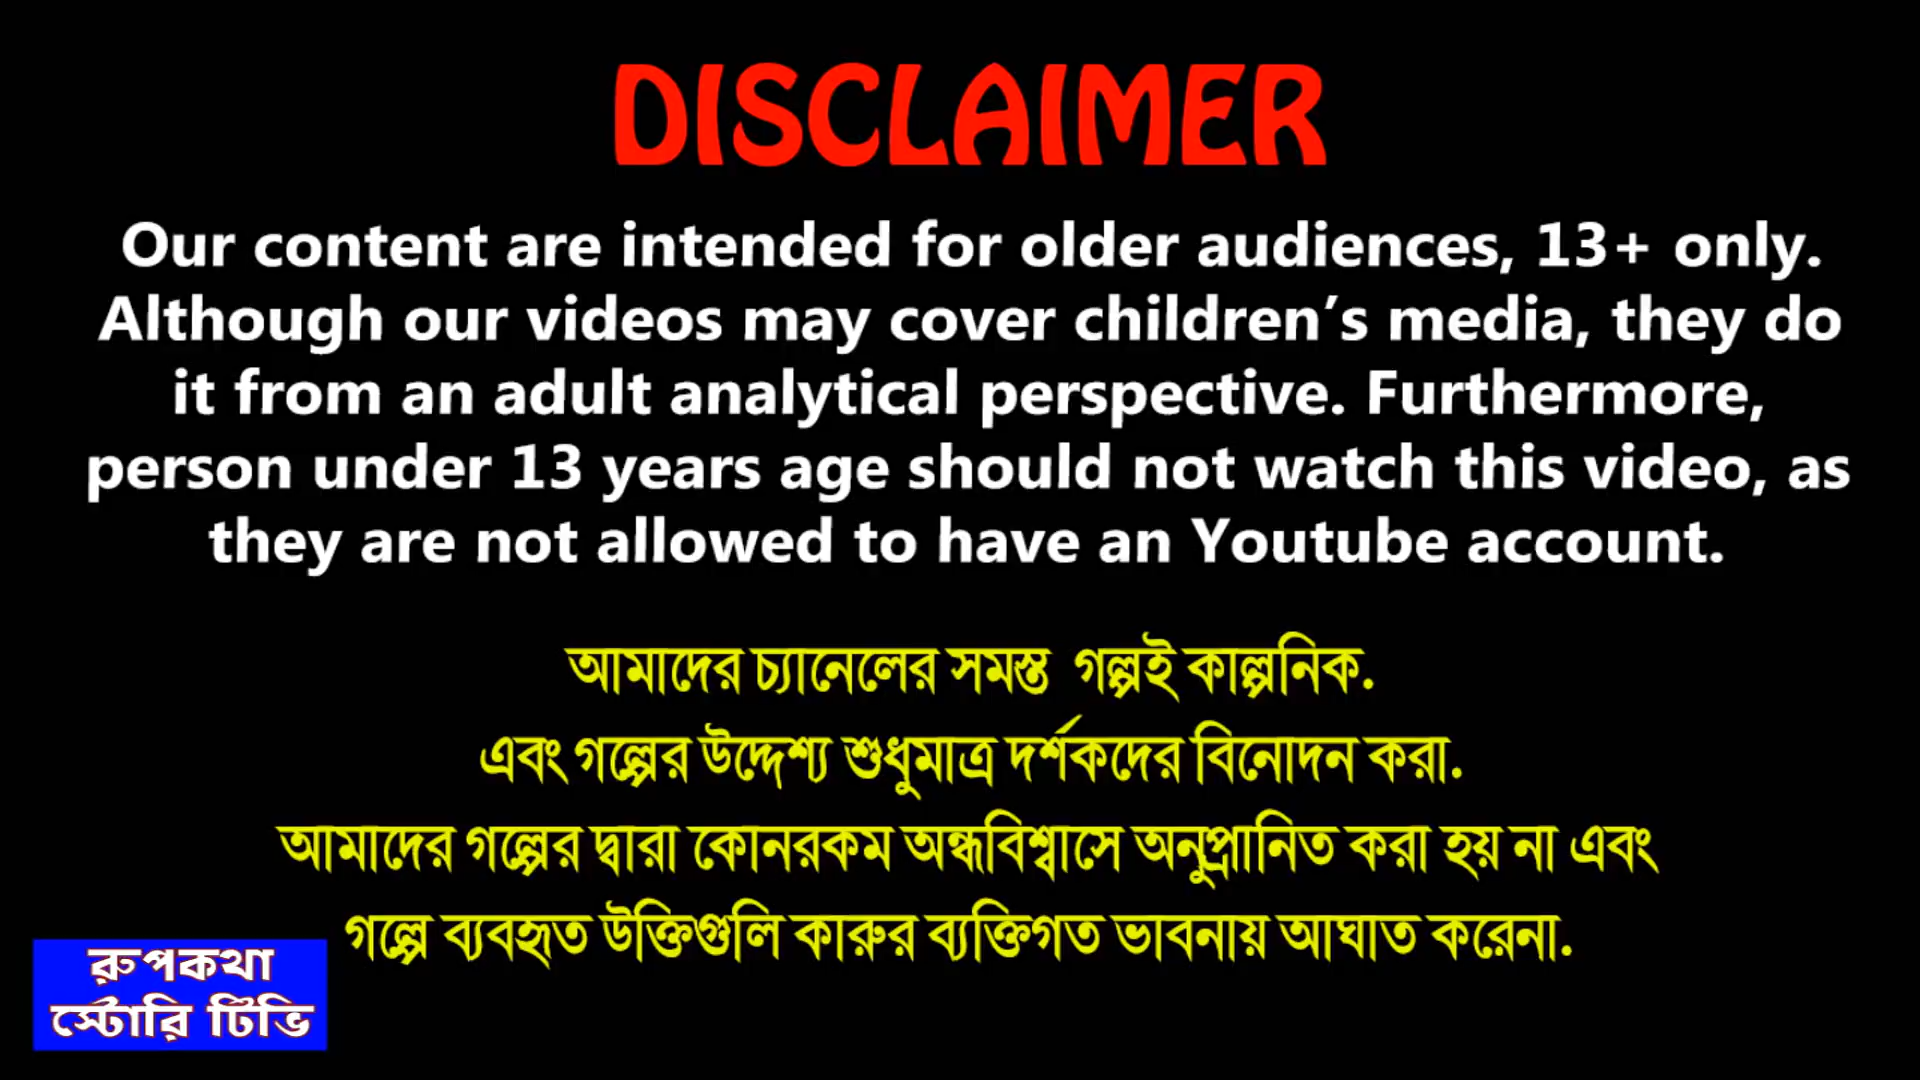 DISCLAIMER
Our content are intended for older audiences, 13+ only.
Although our videos may cover children’s media, they do
it from an adult analytical perspective. Furthermore,
person under 13 years age should not watch this video, as
they are not allowed to have an Youtube account.
আমাদের চ্যানেলের সমস্ত গল্পই কাল্পনিক.
এবং গল্পের উদ্দেশ্য শুধুমাত্র দর্শকদের বিনোদন করা.
আমাদের গল্পের দ্বারা কোনরকম অন্ধবিশ্বাসে অনুপ্রানিত করা হয় না এবং
গল্পে ব্যবহৃত উক্তিগুলি কারুর ব্যক্তিগত ভাবনায় আঘাত করেনা.
রুপকথা
স্টোরি টিভি